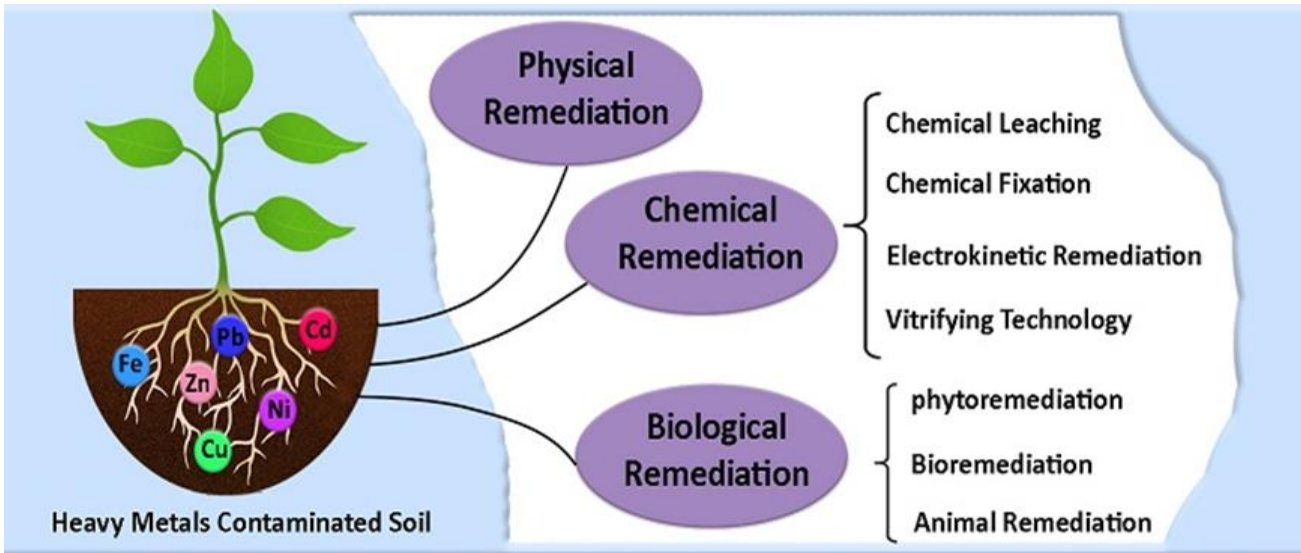 Physical
Remediation
Chemical
Remediation
Chemical Leaching
Chemical Fixation
Electrokinetic Remediation
Vitrifying Technology
Biological
Remediation
phytoremediation
Bioremediation
Animal Remediation
Cd
Pb
Fe
Zn
Ni
Cu
Heavy Metals Contaminated Soil